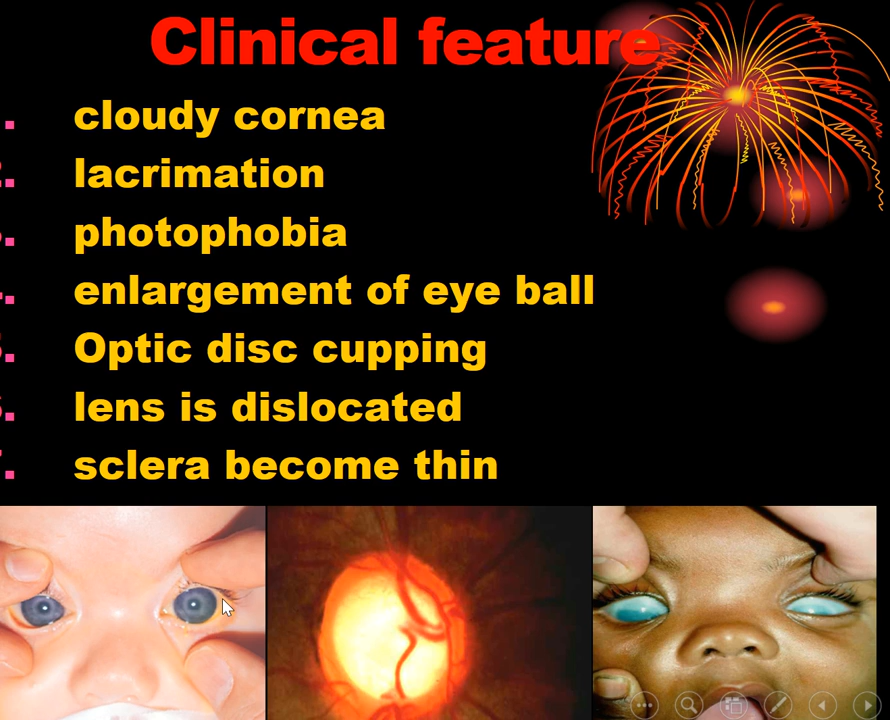 Clinical feature
. cloudy cornea
2. lacrimation
. photophobia
. enlargement of eye ball
. Optic disc cupping
. lens is dislocated
. sclera become thin